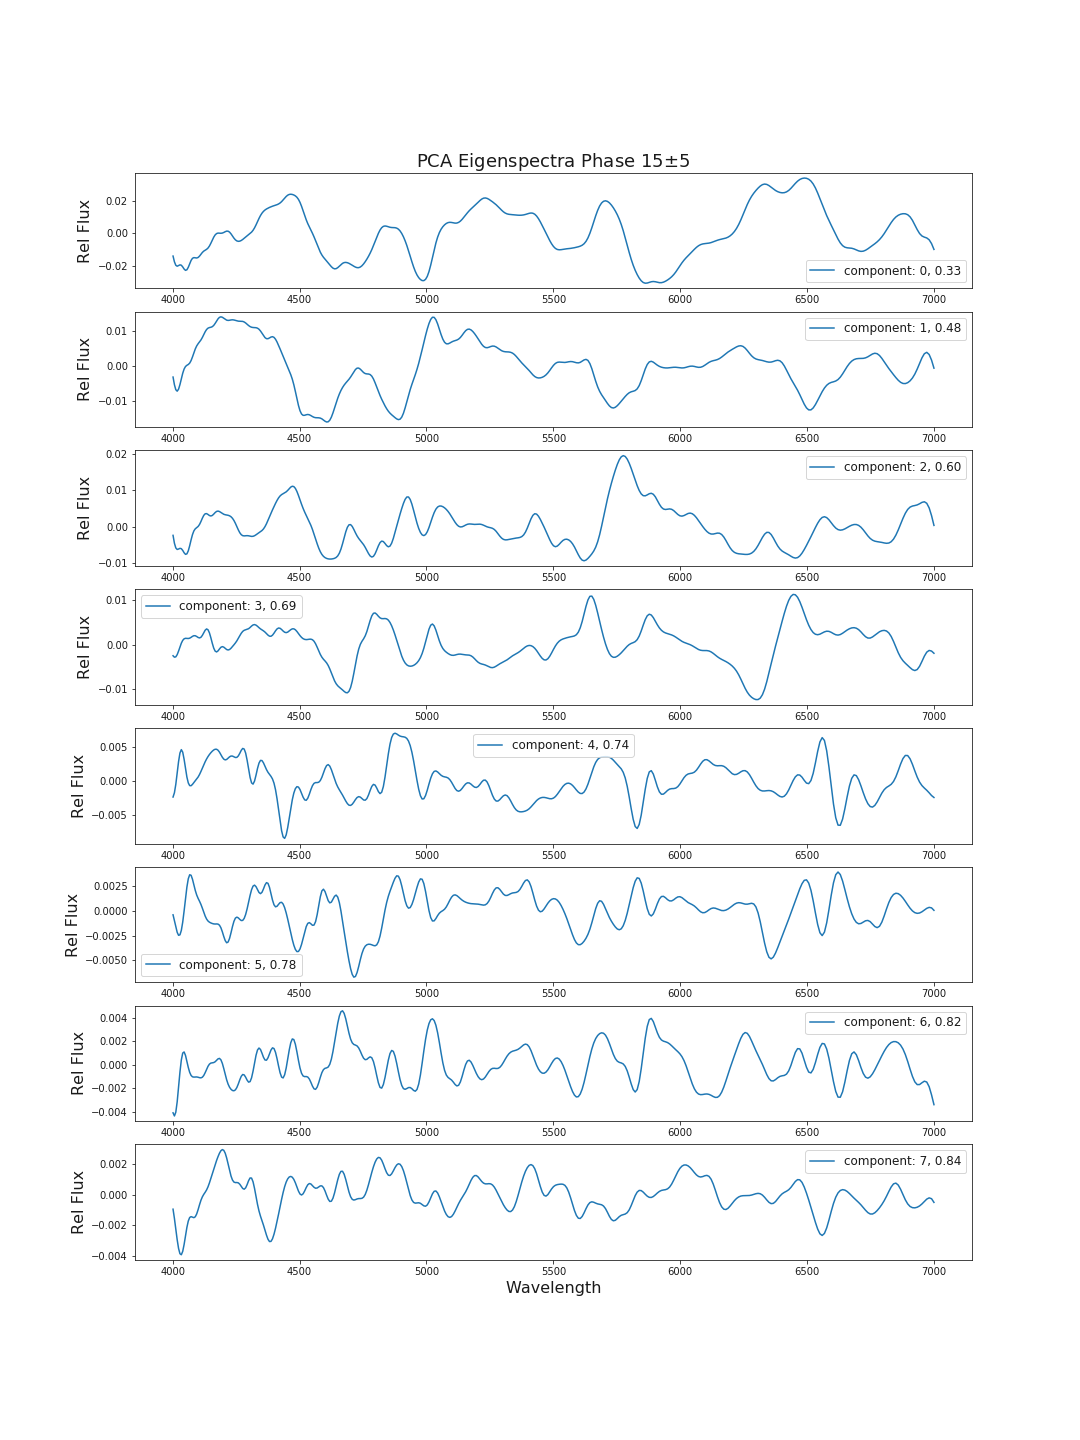 PCA Eigenspectra Phase 15±5
Rel Flux
0.02
0.00
−0.02
component: 0, 0.33
4000 4500 5000 5500 6000 6500 7000
Rel Flux
0.01
0.00
−0.01
component: 1, 0.48
4000 4500 5000 5500 6000 6500 7000
Rel Flux
0.02
0.01
0.00
−0.01
component: 2, 0.60
4000 4500 5000 5500 6000 6500 7000
Rel Flux
0.01
0.00
−0.01
component: 3, 0.69
4000 4500 5000 5500 6000 6500 7000
Rel Flux
0.005
0.000
−0.005
component: 4, 0.74
4000 4500 5000 5500 6000 6500 7000
Rel Flux
0.0025
0.0000
−0.0025
−0.0050
component: 5, 0.78
4000 4500 5000 5500 6000 6500 7000
Rel Flux
0.004
0.002
0.000
−0.002
−0.004
component: 6, 0.82
4000 4500 5000 5500 6000 6500 7000
Rel Flux
0.002
0.000
−0.002
−0.004
component: 7, 0.84
4000 4500 5000 5500 6000 6500 7000
Wavelength